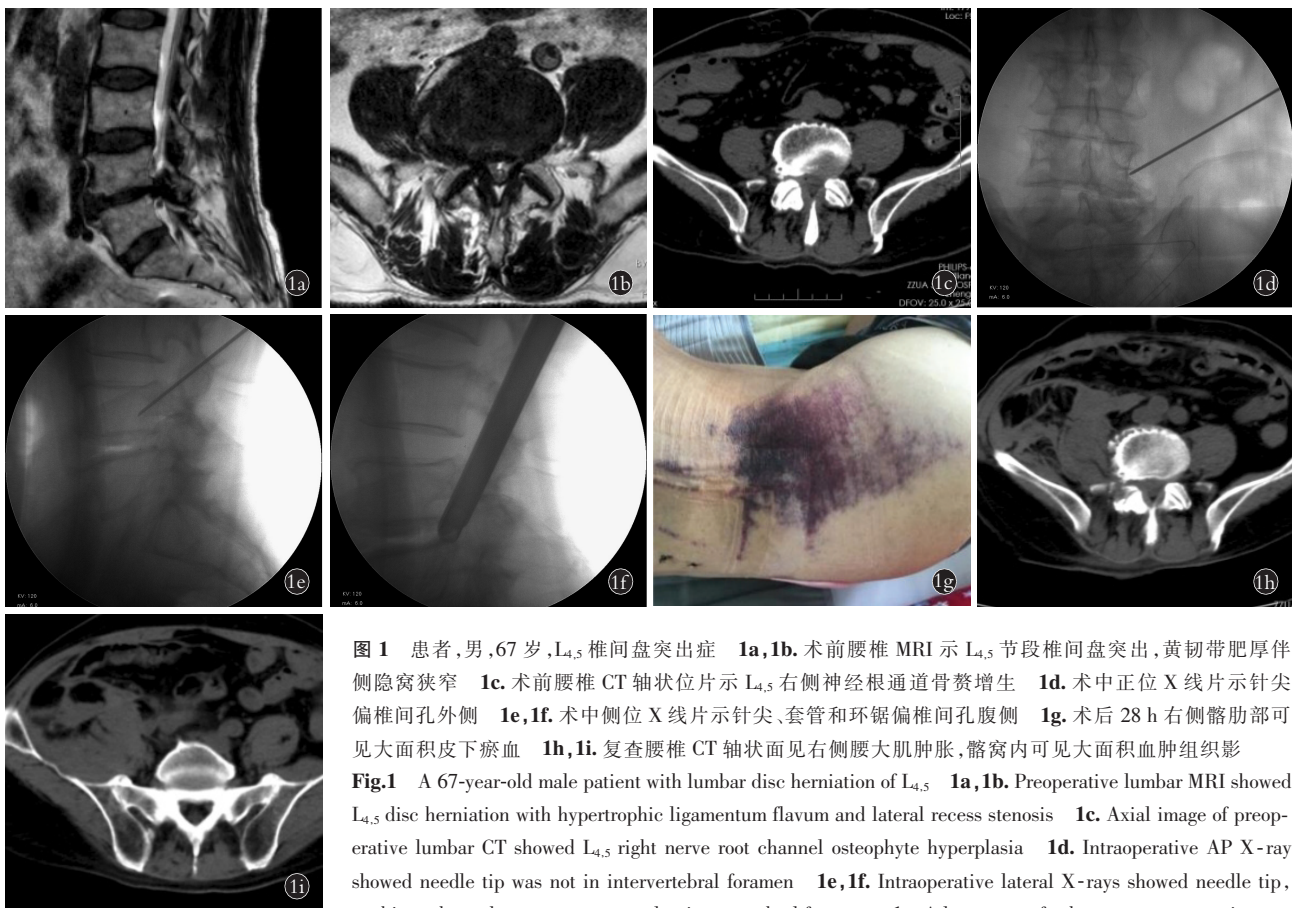 Loc: F
1a
1b
1c
PHILIPS-
ZZUA
DFOV: 25.0 x 25
KV: 120
mA: 6.0
1d
KV: 120
mA: 6.0
1e
KV: 120
mA: 6.0
1f
1g
1h
1i
图 1 患者,男,67 岁,L4,5 椎间盘突出症 1a,1b. 术前腰椎 MRI 示 L4,5 节段椎间盘突出,黄韧带肥厚伴
侧隐窝狭窄 1c. 术前腰椎 CT 轴状位片示 L4,5 右侧神经根通道骨赘增生 1d. 术中正位 X 线片示针尖
偏椎间孔外侧 1e,1f. 术中侧位 X 线片示针尖、套管和环锯偏椎间孔腹侧 1g. 术后 28 h 右侧髂肋部可
见大面积皮下瘀血 1h,1i. 复查腰椎 CT 轴状面见右侧腰大肌肿胀,髂窝内可见大面积血肿组织影
Fig.1 A 67-year-old male patient with lumbar disc herniation of L4,5 1a,1b. Preoperative lumbar MRI showed
L4,5 disc herniation with hypertrophic ligamentum flavum and lateral recess stenosis 1c. Axial image of preop-
erative lumbar CT showed L4,5 right nerve root channel osteophyte hyperplasia 1d. Intraoperative AP X-ray
showed needle tip was not in intervertebral foramen 1e,1f. Intraoperative lateral X-rays showed needle tip,